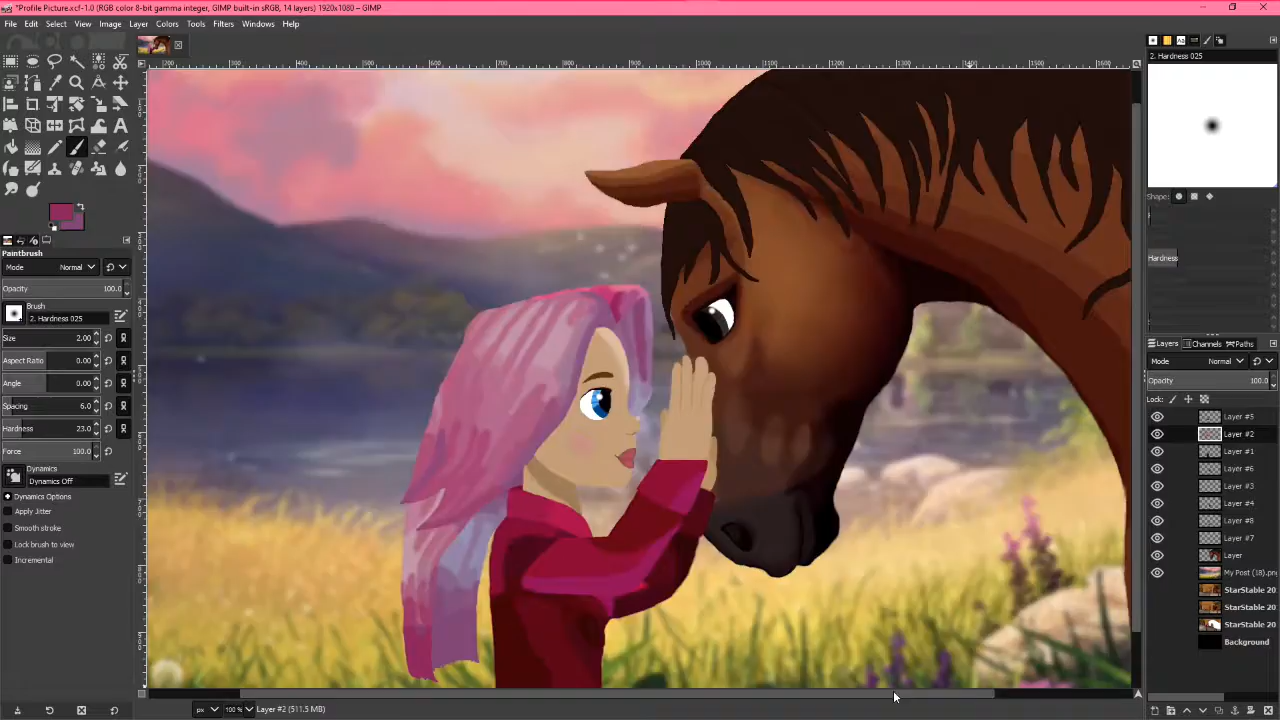 *Profile Picture.xcf-1.0 (RGB color 8-bit gamma integer, GIMP built-in sRGB, 14 layers) 1920x1080 – GIMP
File Edit Select View Image Layer Colors Tools Filters Windows Help
2. Hardness 025
Shape:
Hardness
Paintbrush
Mode Normal
Opacity 100.0
Brush
2. Hardness 025
Size 2.00
Aspect Ratio 0.00
Angle 0.00
Spacing 6.0
Hardness 23.0
Force 100.0
Dynamics
Dynamics Off
Dynamics Options
Apply Jitter
Smooth stroke
Lock brush to view
Incremental
Layers Channels Paths
Mode Normal
Opacity 100.0
Lock:
Layer #5
Layer #2
Layer #1
Layer #6
Layer #3
Layer #4
Layer #8
Layer #7
Layer
My Post (18).png
StarStable 20
StarStable 20
StarStable 20
Background
px 100 % Layer #2 (511.5 MB)